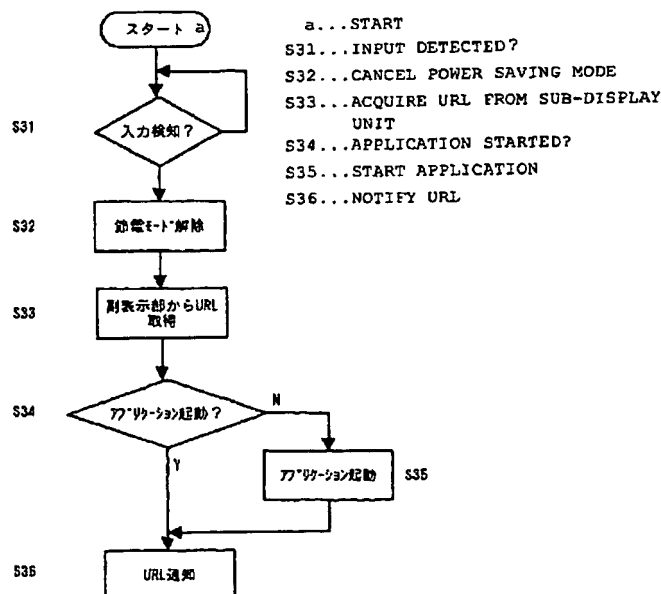 スタート a
S31
入力検知?
S32
節電モード解除
S33
副表示部からURL
取得
S34
アプリケーション起動?
N
Y
アプリケーション起動
S35
S36
URL通知
a...START
S31...INPUT DETECTED?
S32...CANCEL POWER SAVING MODE
S33...ACQUIRE URL FROM SUB-DISPLAY
UNIT
S34...APPLICATION STARTED?
S35...START APPLICATION
S36...NOTIFY URL